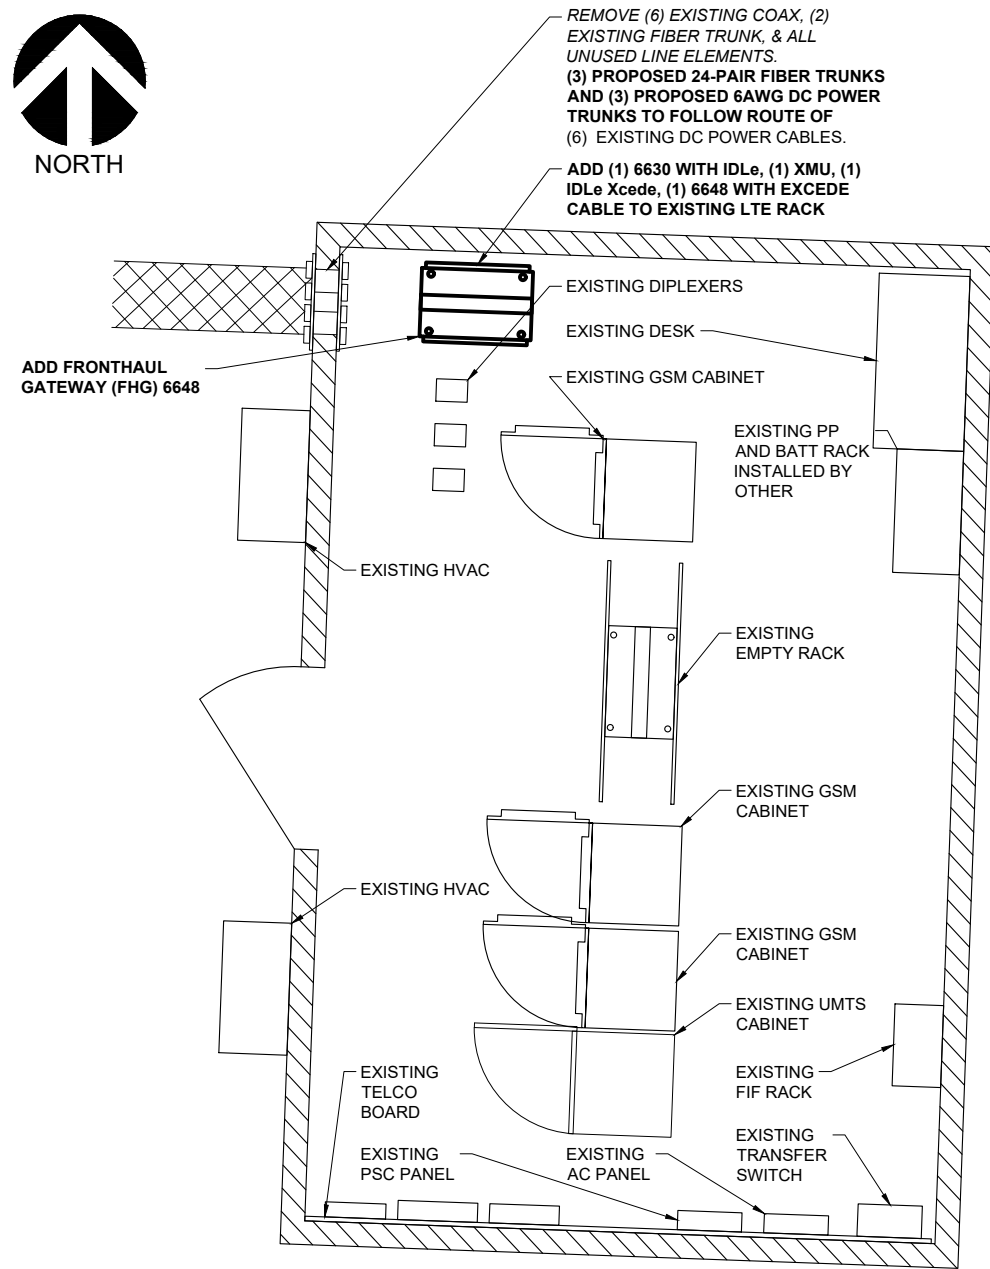 REMOVE (6) EXISTING COAX, (2)
EXISTING FIBER TRUNK, & ALL
UNUSED LINE ELEMENTS.
(3) PROPOSED 24-PAIR FIBER TRUNKS
AND (3) PROPOSED 6AWG DC POWER
TRUNKS TO FOLLOW ROUTE OF
(6) EXISTING DC POWER CABLES.
NORTH
ADD (1) 6630 WITH IDLe, (1) XMU, (1)
IDLe Xcede, (1) 6648 WITH EXCEDE
CABLE TO EXISTING LTE RACK
EXISTING DIPLEXERS
EXISTING DESK
ADD FRONTHAUL
GATEWAY (FHG) 6648
EXISTING GSM CABINET
EXISTING PP
AND BATT RACK
INSTALLED BY
OTHER
EXISTING HVAC
EXISTING
EMPTY RACK
EXISTING GSM
CABINET
EXISTING HVAC
EXISTING GSM
CABINET
EXISTING UMTS
CABINET
EXISTING
TELCO
BOARD
EXISTING
FIF RACK
EXISTING
PSC PANEL
EXISTING
AC PANEL
EXISTING
TRANSFER
SWITCH